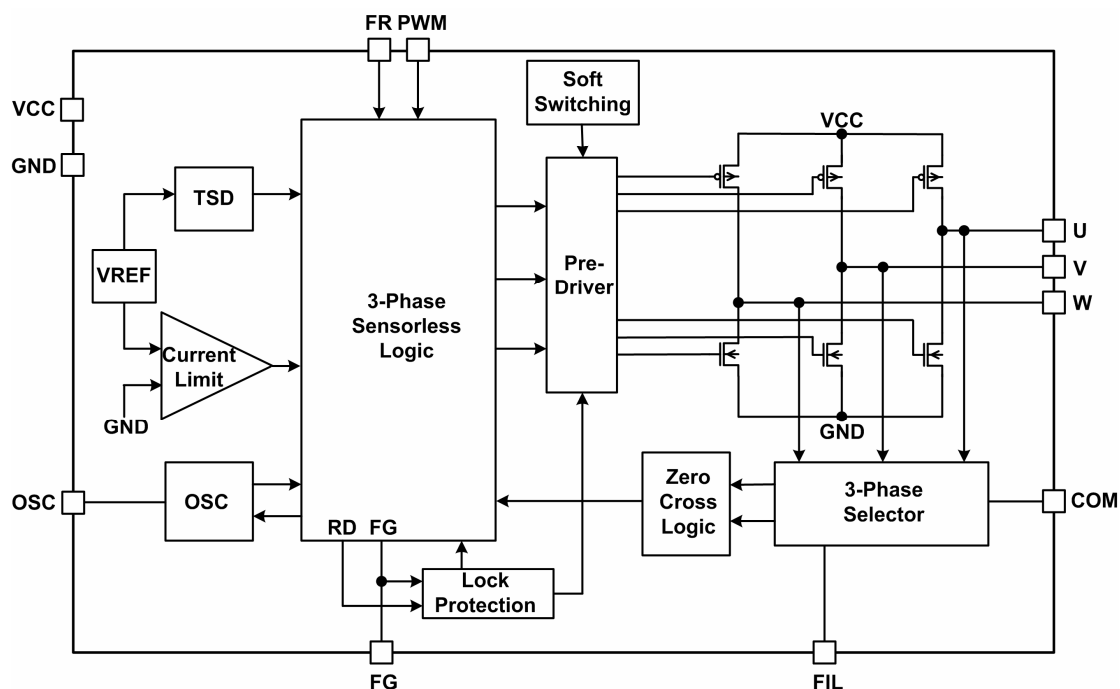 FR PWM
VCC
GND
Soft
Switching
VCC
TSD
VREF
3-Phase
Sensorless
Logic
Pre-
Driver
U
V
W
Current
Limit
GND
GND
OSC
OSC
Zero
Cross
Logic
3-Phase
Selector
COM
RD FG
Lock
Protection
FG
FIL